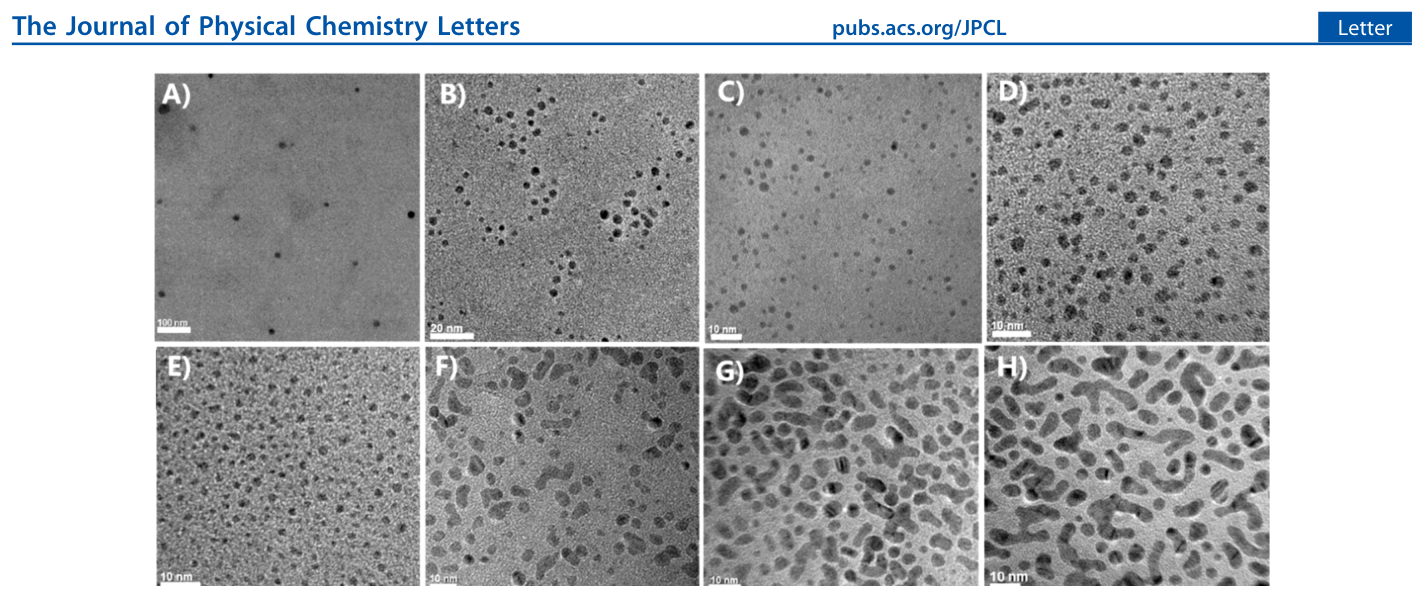 The Journal of Physical Chemistry Letters pubs.acs.org/JPCL Letter
A) B) C) D)
100 nm 20 nm 10 nm 10 nm
E) F) G) H)
10 nm 10 nm 10 nm 10 nm